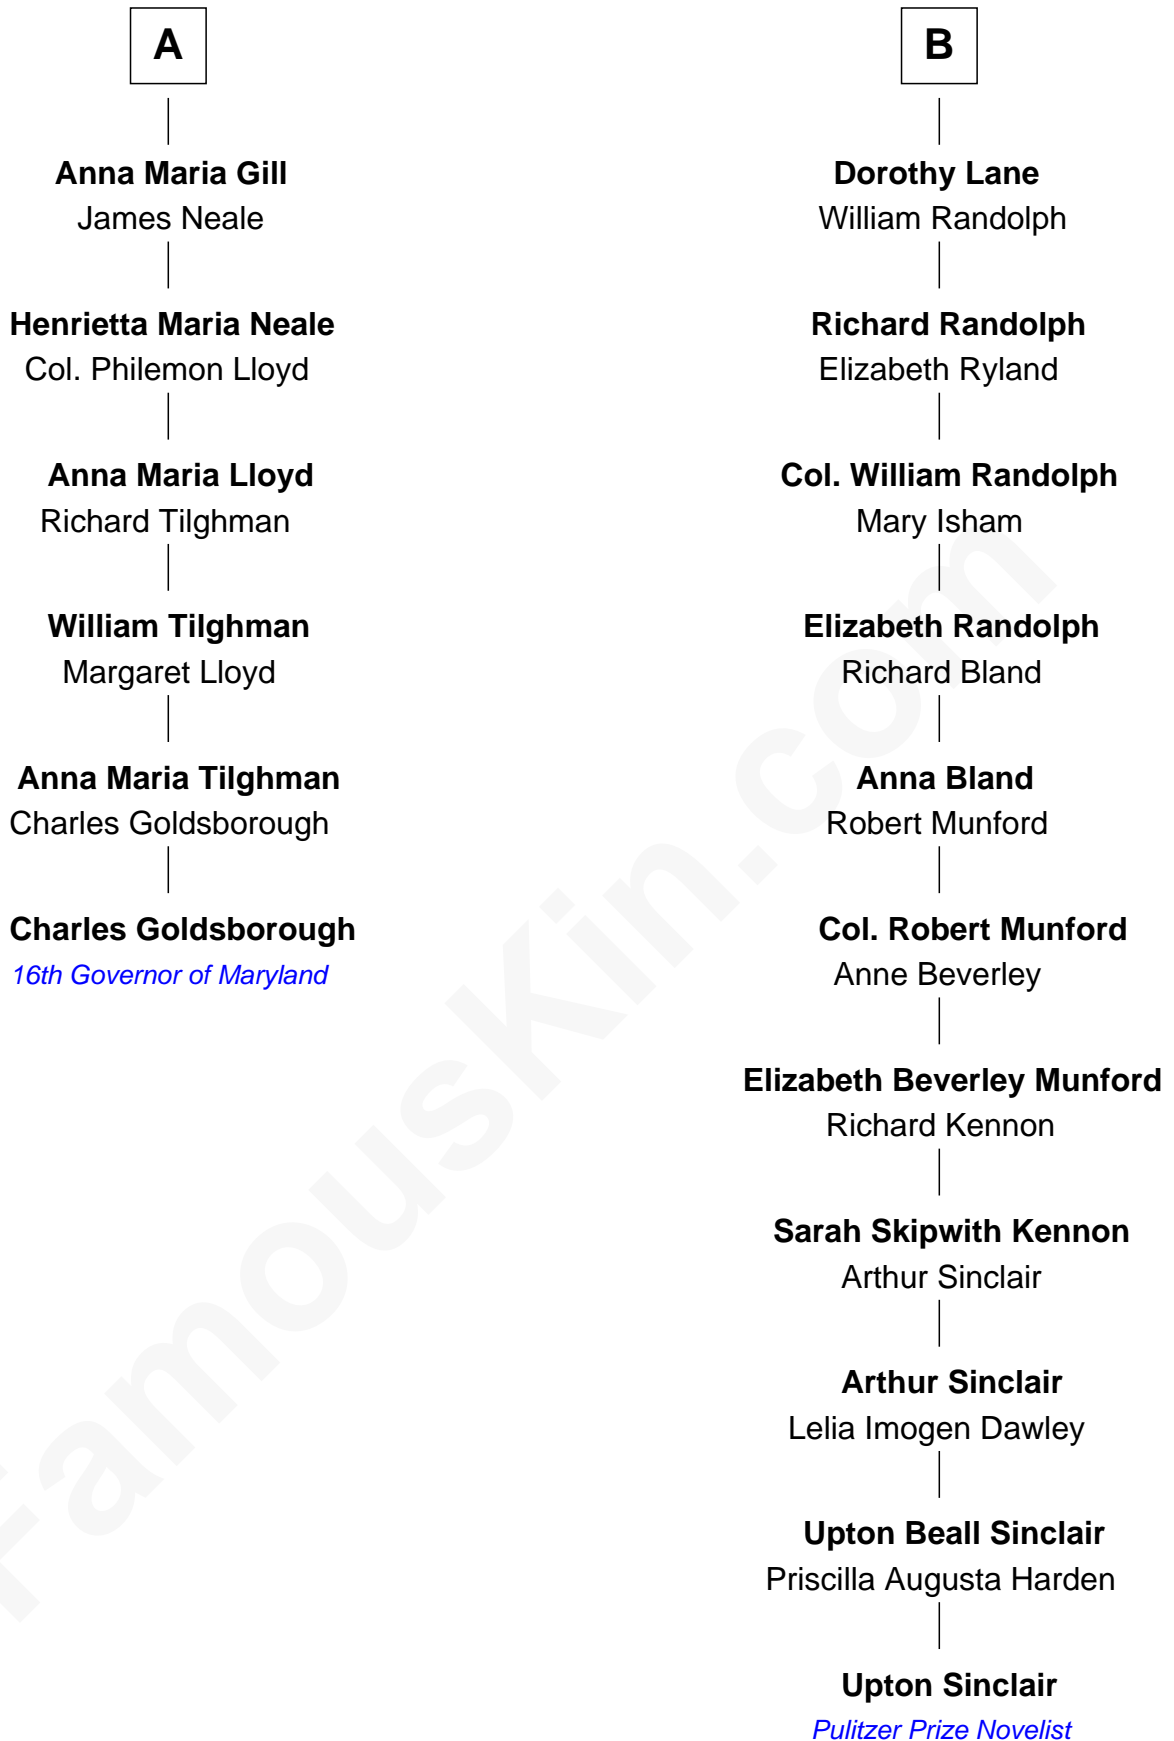 A
Anna Maria Gill
James Neale
Henrietta Maria Neale
Col. Philemon Lloyd
Anna Maria Lloyd
Richard Tilghman
William Tilghman
Margaret Lloyd
Anna Maria Tilghman
Charles Goldsborough
Charles Goldsborough
16th Governor of Maryland
B
Dorothy Lane
William Randolph
Richard Randolph
Elizabeth Ryland
Col. William Randolph
Mary Isham
Elizabeth Randolph
Richard Bland
Anna Bland
Robert Munford
Col. Robert Munford
Anne Beverley
Elizabeth Beverley Munford
Richard Kennon
Sarah Skipwith Kennon
Arthur Sinclair
Arthur Sinclair
Lelia Imogen Dawley
Upton Beall Sinclair
Priscilla Augusta Harden
Upton Sinclair
Pulitzer Prize Novelist
FamousKin.com